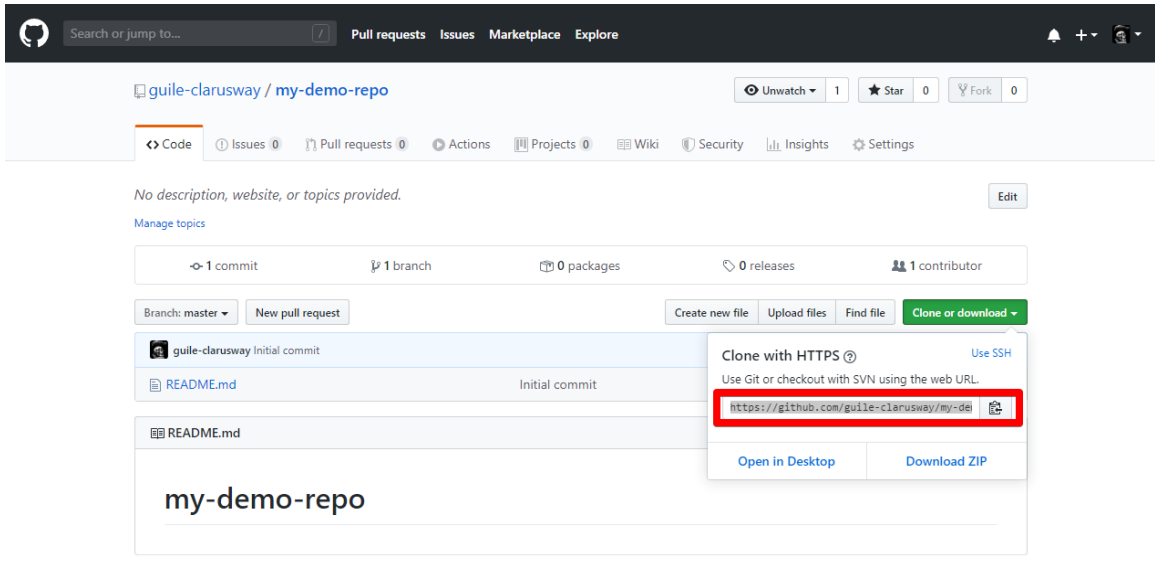 Search or jump to... / Pull requests Issues Marketplace Explore
guile-clarusway / my-demo-repo Unwatch 1 Star 0 Fork 0
Code Issues 0 Pull requests 0 Actions Projects 0 Wiki Security Insights Settings
No description, website, or topics provided. Edit
Manage topics
1 commit 1 branch 0 packages 0 releases 1 contributor
Branch: master New pull request Create new file Upload files Find file Clone or download
guile-clarusway Initial commit
README.md Initial commit
Clone with HTTPS Use SSH
Use Git or checkout with SVN using the web URL.
https://github.com/guile-clarusway/my-de
Open in Desktop Download ZIP
README.md
my-demo-repo